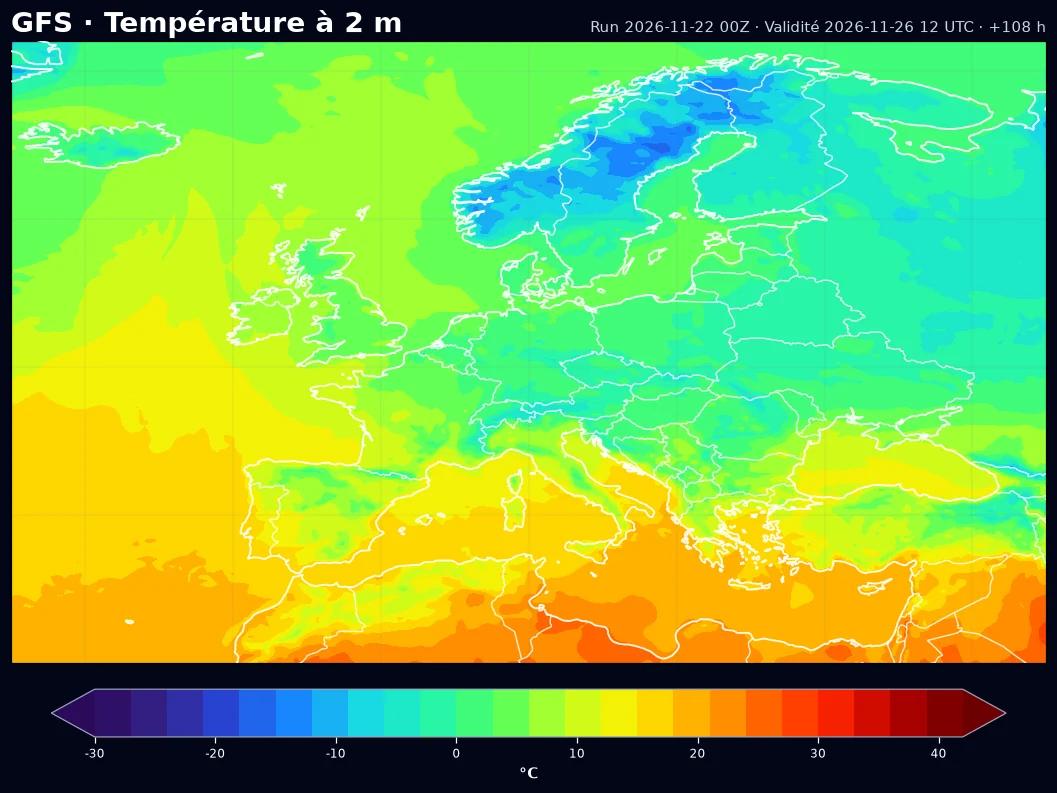 GFS · Température à 2 m
Run 2026-11-22 00Z · Validité 2026-11-26 12 UTC · +108 h
-30 -20 -10 0 10 20 30 40
°C